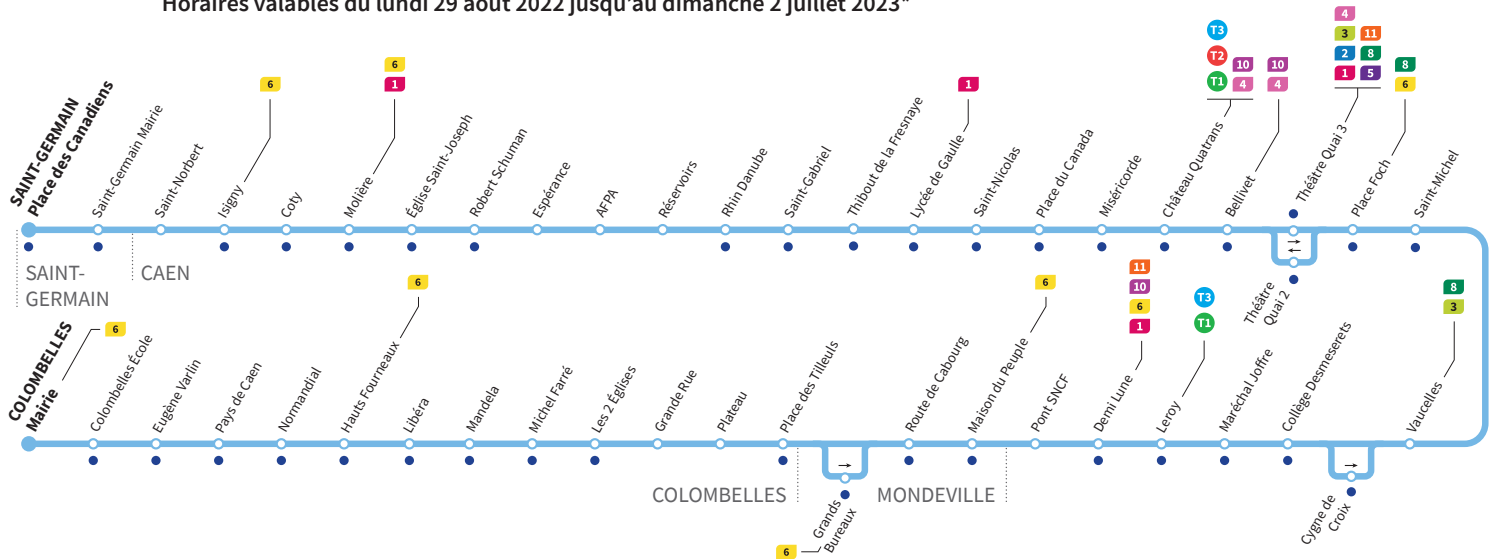 Horaires valables du lundi 29 août 2022 jusqu'au dimanche 2 juillet 2023*
SAINT-GERMAIN
Place des Canadiens
Saint-Germain Mairie
Saint-Norbert
Isigny
6
Coty
Molière
6
1
Église Saint-Joseph
Robert Schuman
Espérance
AFPA
Réservoirs
Rhin Danube
Saint-Gabriel
Thibout de la Fresnaye
Lycée de Gaulle
1
Saint-Nicolas
Place du Canada
Miséricorde
Château Quatrans
T3
T2 10
T1 4
Bellivet
10
4
Théâtre Quai 3
4
3 11
2 8
1 5
Place Foch
8
6
Saint-Michel
Théâtre
Quai 2
SAINT-
GERMAIN
CAEN
Vaucelles
8
3
Cygne de
Croix
Collège Desmeserets
Maréchal Joffre
Leroy
T3
T1
Demi Lune
11
10
6
1
Pont SNCF
Maison du Peuple
6
Route de Cabourg
Grands
Bureaux
6
Place des Tilleuls
Plateau
Grande Rue
Les 2 Églises
Michel Farré
Mandela
Libéra
Hauts Fourneaux
6
Normandial
Pays de Caen
Eugène Varlin
Colombelles École
COLOMBELLES
Mairie
6
COLOMBELLES
MONDEVILLE